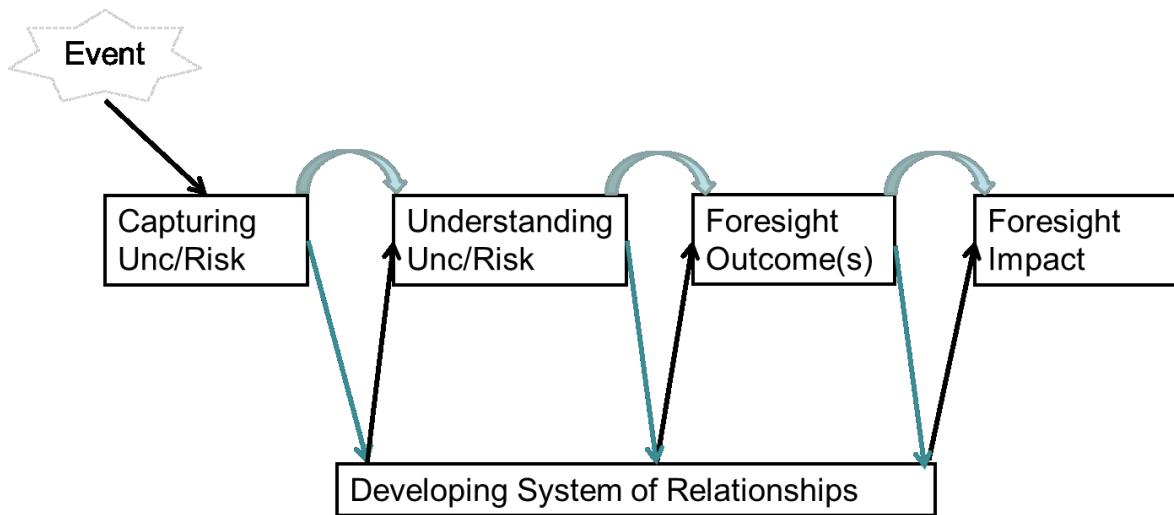 Event
Capturing
Unc/Risk
Understanding
Unc/Risk
Foresight
Outcome(s)
Foresight
Impact
Developing System of Relationships